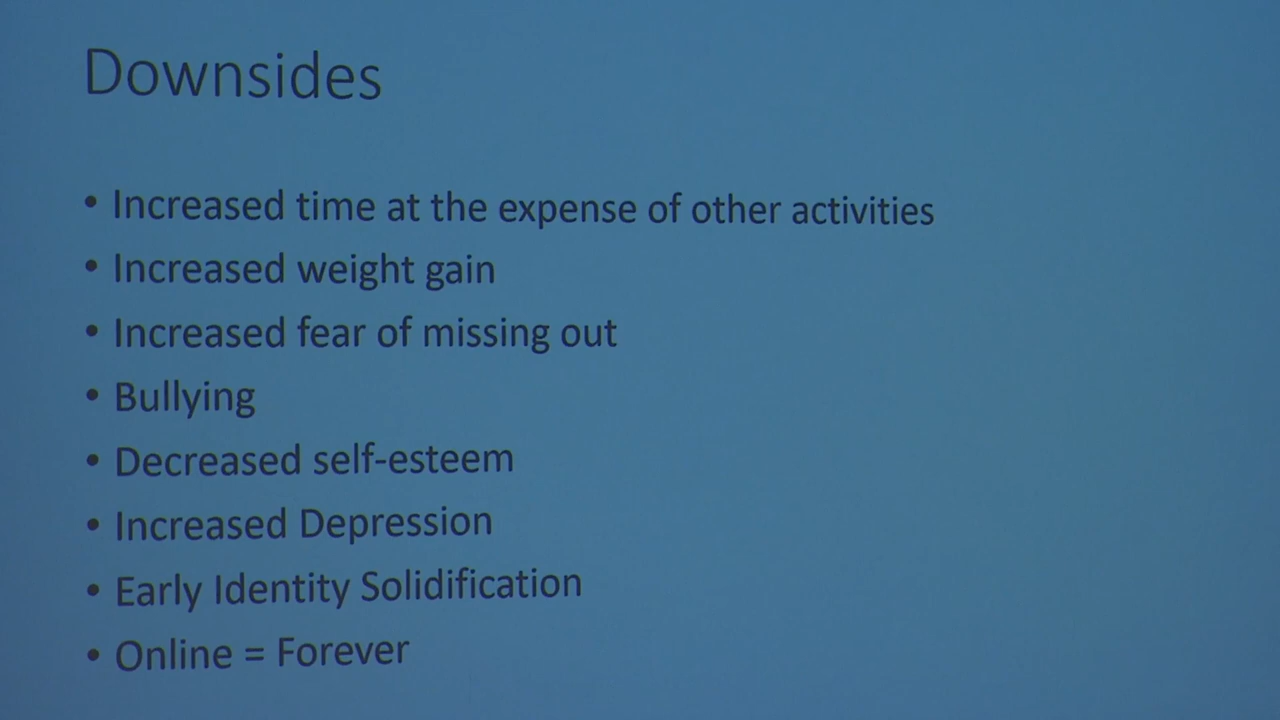 Downsides
• Increased time at the expense of other activities
• Increased weight gain
• Increased fear of missing out
• Bullying
• Decreased self-esteem
• Increased Depression
• Early Identity Solidification
• Online = Forever